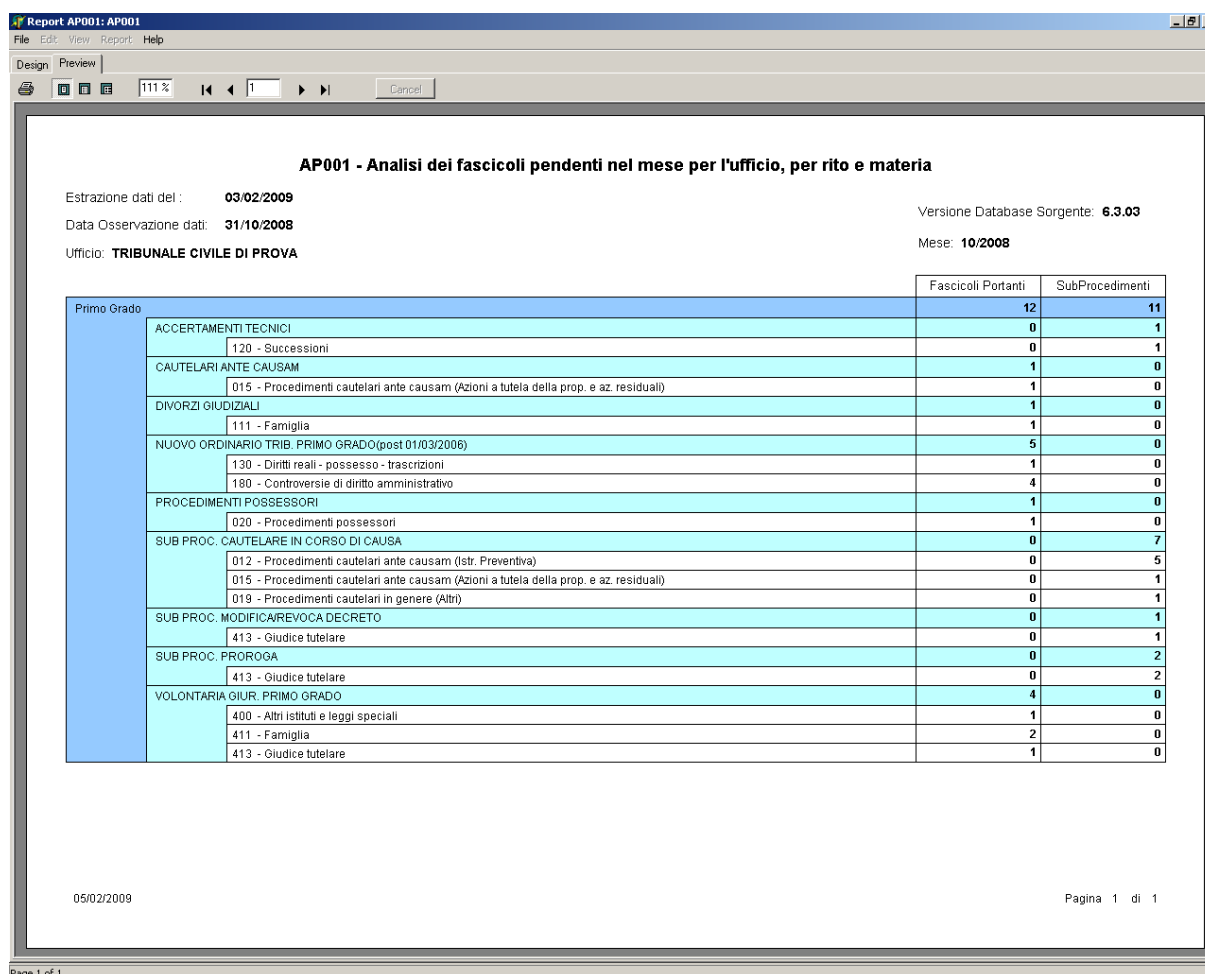 Report AP001: AP001
File Edit View Report Help
Design Preview
111 % 1 Cancel
AP001 - Analisi dei fascicoli pendenti nel mese per l'ufficio, per rito e materia
Estrazione dati del : 03/02/2009
Versione Database Sorgente: 6.3.03
Data Osservazione dati: 31/10/2008
Mese: 10/2008
Ufficio: TRIBUNALE CIVILE DI PROVA
Fascicoli Portanti SubProcedimenti
Primo Grado 12 11
ACCERTAMENTI TECNICI 0 1
120 - Successioni 0 1
CAUTELARI ANTE CAUSAM 1 0
015 - Procedimenti cautelari ante causam (Azioni a tutela della prop. e az. residuali) 1 0
DIVORZI GIUDIZIALI 1 0
111 - Famiglia 1 0
NUOVO ORDINARIO TRIB. PRIMO GRADO(post 01/03/2006) 5 0
130 - Diritti reali - possesso - trascrizioni 1 0
180 - Controversie di diritto amministrativo 4 0
PROCEDIMENTI POSSESSORI 1 0
020 - Procedimenti possessori 1 0
SUB PROC. CAUTELARE IN CORSO DI CAUSA 0 7
012 - Procedimenti cautelari ante causam (Istr. Preventiva) 0 5
015 - Procedimenti cautelari ante causam (Azioni a tutela della prop. e az. residuali) 0 1
019 - Procedimenti cautelari in genere (Altri) 0 1
SUB PROC. MODIFICA/REVOCA DECRETO 0 1
413 - Giudice tutelare 0 1
SUB PROC. PROROGA 0 2
413 - Giudice tutelare 0 2
VOLONTARIA GIUR. PRIMO GRADO 4 0
400 - Altri istituti e leggi speciali 1 0
411 - Famiglia 2 0
413 - Giudice tutelare 1 0
05/02/2009 Pagina 1 di 1
Page 1 of 1